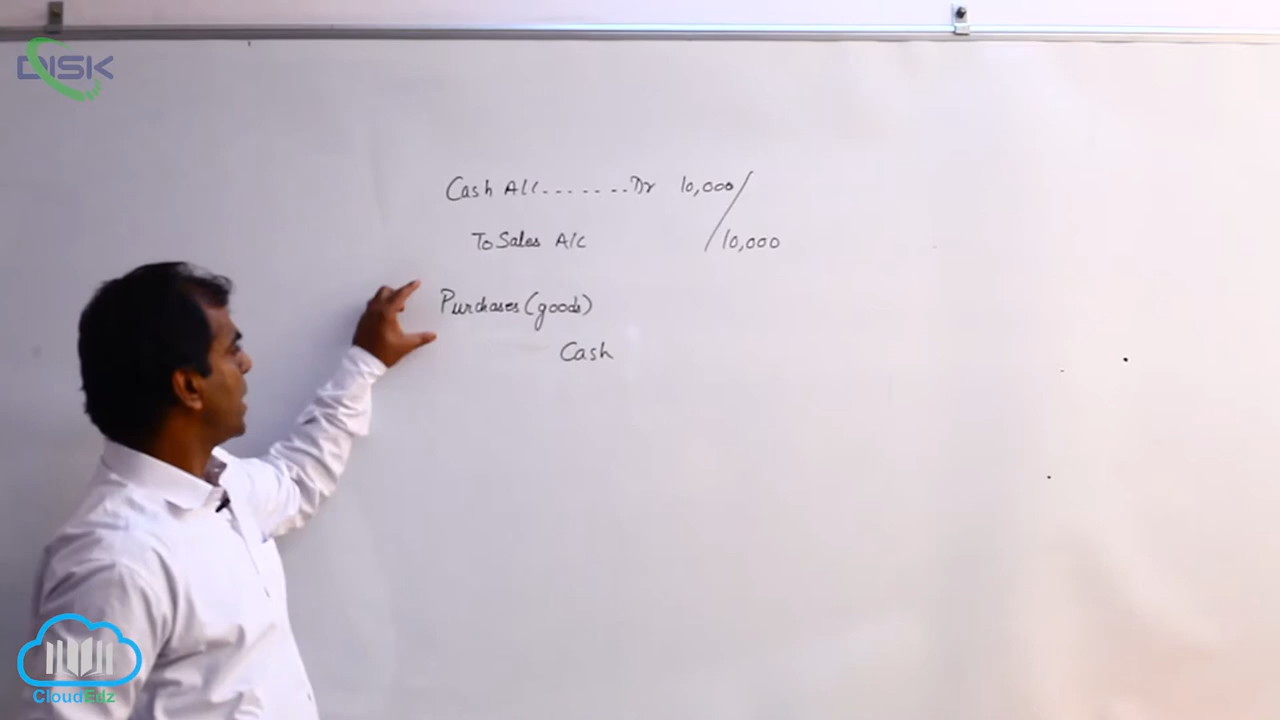 DISK
Cash A/c.......Dr 10,000/
To Sales A/c /10,000
Purchases (goods)
Cash
CloudEdz